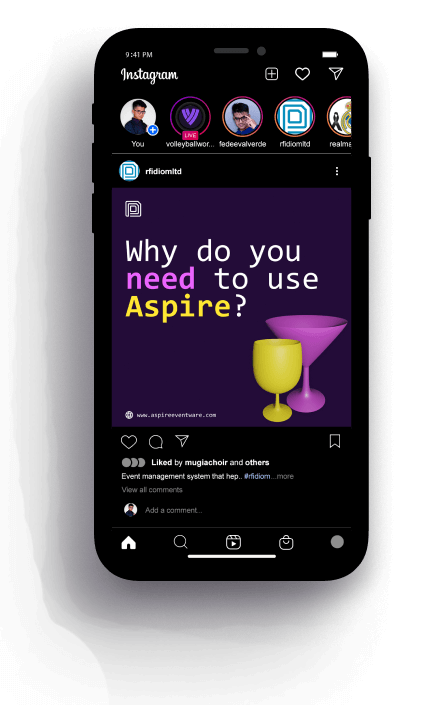 9:41 PM
Instagram
You
volleyballwor...
LIVE
fedeevalverde
rfidiomltd
realma
rfidiomltd
Why do you
need to use
Aspire?
www.aspireeventware.com
Liked by mugiachoir and others
Event management system that hep.. #rfidiom...more
View all comments
Add a comment...